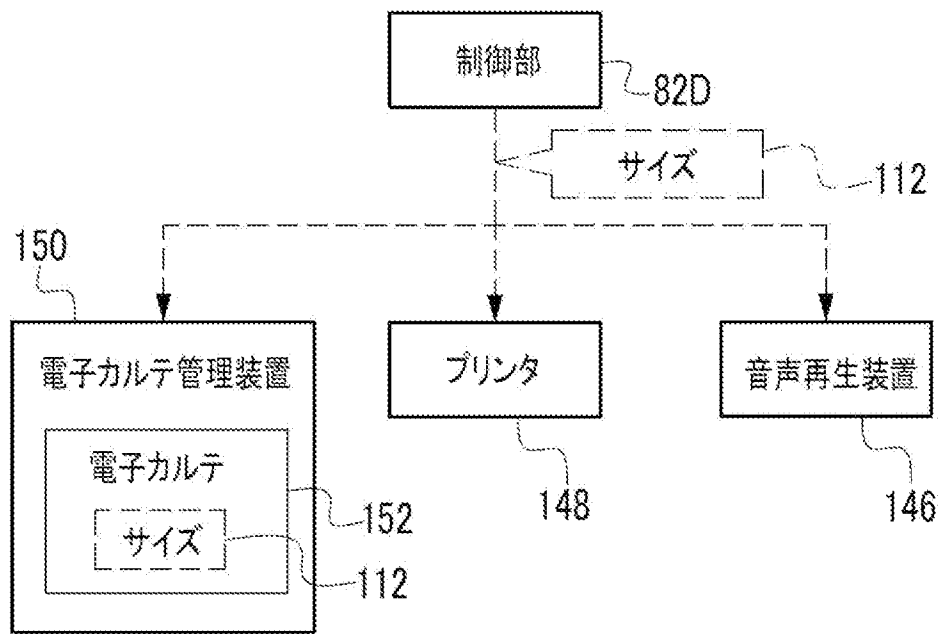 制御部
82D
サイズ
112
150
電子カルテ管理装置
プリンタ
音声再生装置
電子カルテ
148
146
152
サイズ
112